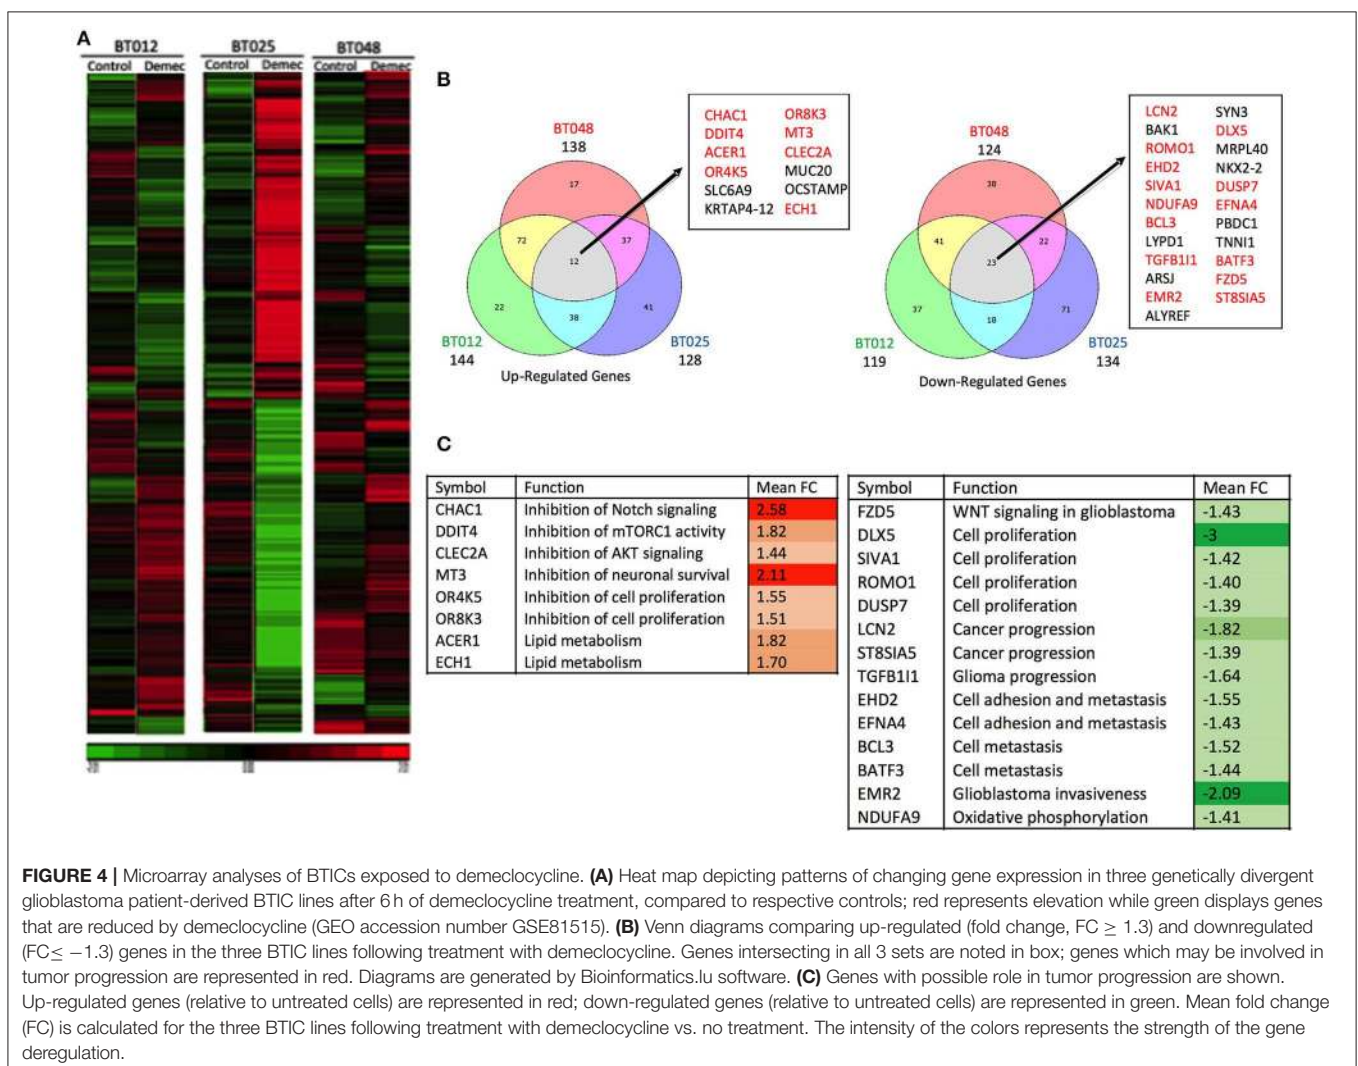 A
BT012 BT025 BT048
Control Demec Control Demec Control Demec
B
BT048
138
17
72
37
12
22
38
41
BT012
144
BT025
128
Up-Regulated Genes
CHAC1 OR8K3
DDIT4 MT3
ACER1 CLEC2A
OR4K5 MUC20
SLC6A9 OCSTAMP
KRTAP4-12 ECH1
BT048
124
38
41
22
23
37
18
71
BT012
119
BT025
134
Down-Regulated Genes
LCN2 SYN3
BAK1 DLX5
ROMO1 MRPL40
EHD2 NKX2-2
SIVA1 DUSP7
NDUFA9 EFNA4
BCL3 PBDC1
LYPD1 TNNI1
TGFB1I1 BATF3
ARSJ FZD5
EMR2 ST8SIA5
ALYREF
C
Symbol Function Mean FC
CHAC1 Inhibition of Notch signaling 2.58
DDIT4 Inhibition of mTORC1 activity 1.82
CLEC2A Inhibition of AKT signaling 1.44
MT3 Inhibition of neuronal survival 2.11
OR4K5 Inhibition of cell proliferation 1.55
OR8K3 Inhibition of cell proliferation 1.51
ACER1 Lipid metabolism 1.82
ECH1 Lipid metabolism 1.70
Symbol Function Mean FC
FZD5 WNT signaling in glioblastoma -1.43
DLX5 Cell proliferation -3
SIVA1 Cell proliferation -1.42
ROMO1 Cell proliferation -1.40
DUSP7 Cell proliferation -1.39
LCN2 Cancer progression -1.82
ST8SIA5 Cancer progression -1.39
TGFB1I1 Glioma progression -1.64
EHD2 Cell adhesion and metastasis -1.55
EFNA4 Cell adhesion and metastasis -1.43
BCL3 Cell metastasis -1.52
BATF3 Cell metastasis -1.44
EMR2 Glioblastoma invasiveness -2.09
NDUFA9 Oxidative phosphorylation -1.41
FIGURE 4 | Microarray analyses of BTICs exposed to demeclocycline. (A) Heat map depicting patterns of changing gene expression in three genetically divergent
glioblastoma patient-derived BTIC lines after 6 h of demeclocycline treatment, compared to respective controls; red represents elevation while green displays genes
that are reduced by demeclocycline (GEO accession number GSE81515). (B) Venn diagrams comparing up-regulated (fold change, FC ≥ 1.3) and downregulated
(FC≤ −1.3) genes in the three BTIC lines following treatment with demeclocycline. Genes intersecting in all 3 sets are noted in box; genes which may be involved in
tumor progression are represented in red. Diagrams are generated by Bioinformatics.lu software. (C) Genes with possible role in tumor progression are shown.
Up-regulated genes (relative to untreated cells) are represented in red; down-regulated genes (relative to untreated cells) are represented in green. Mean fold change
(FC) is calculated for the three BTIC lines following treatment with demeclocycline vs. no treatment. The intensity of the colors represents the strength of the gene
deregulation.